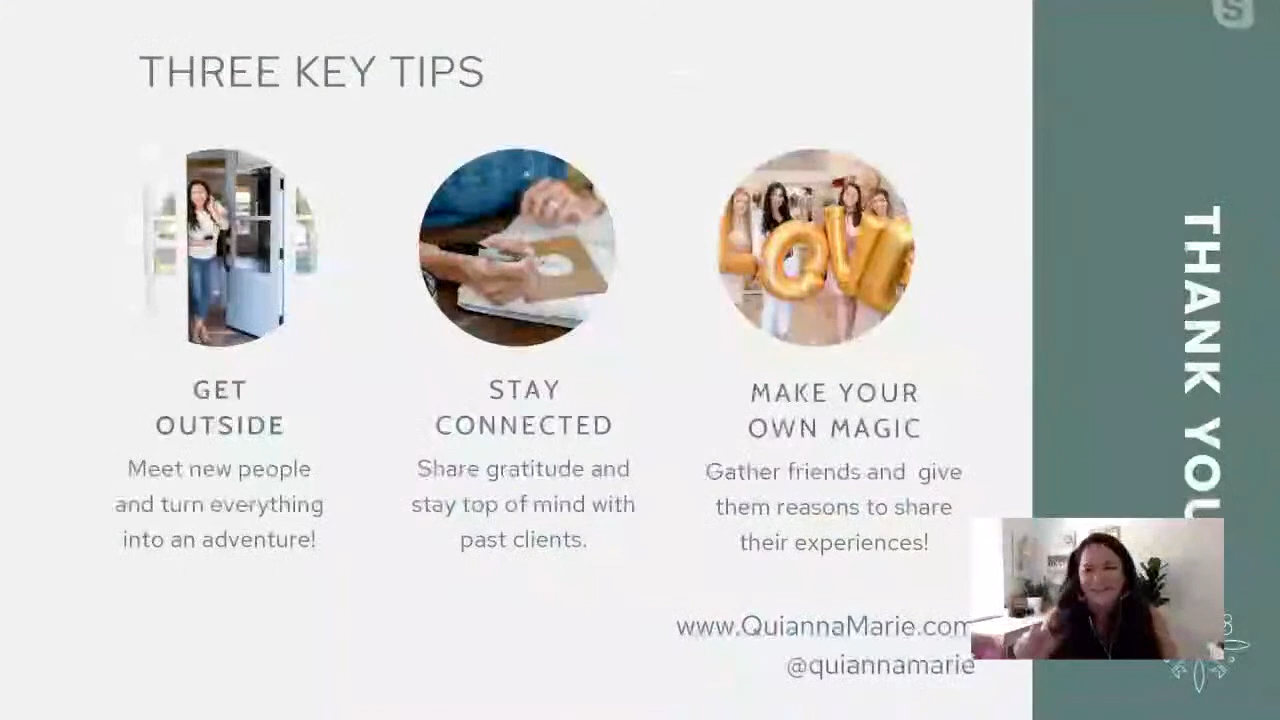 THREE KEY TIPS
GET
OUTSIDE
Meet new people
and turn everything
into an adventure!
STAY
CONNECTED
Share gratitude and
stay top of mind with
past clients.
MAKE YOUR
OWN MAGIC
Gather friends and give
them reasons to share
their experiences!
www.QuiannaMarie.com
@quiannamarie
THANK YOU
S